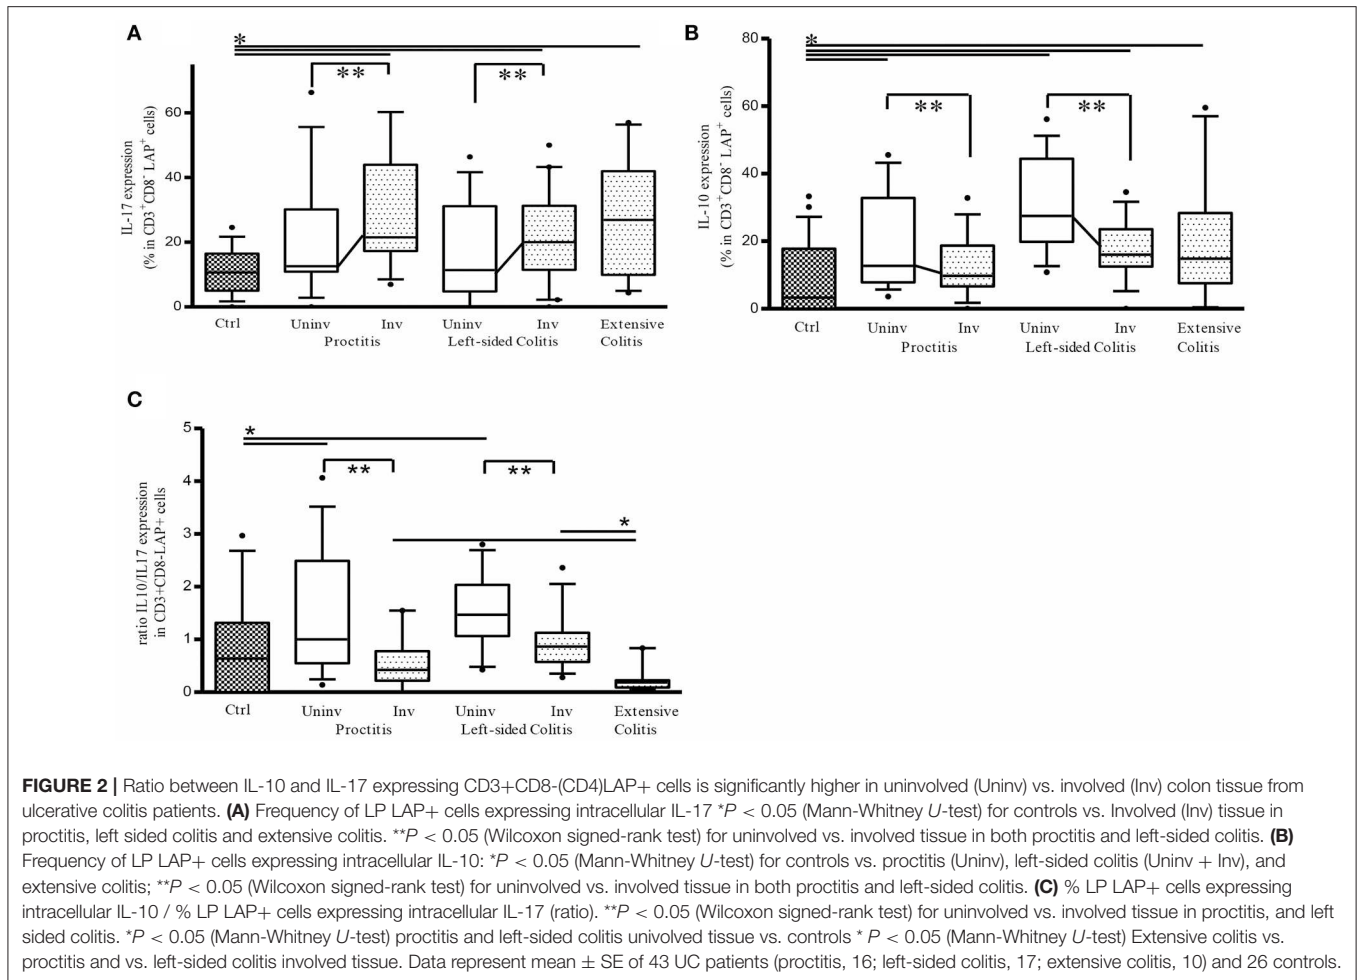 A
*
**
**
IL-17 expression
(% in CD3+CD8- LAP+ cells)
60
40
20
0
Ctrl
Uninv
Inv
Uninv
Inv
Extensive
Proctitis
Left-sided Colitis
Colitis
B
*
**
**
IL-10 expression
(% in CD3+CD8- LAP+ cells)
80
60
40
20
0
Ctrl
Uninv
Inv
Uninv
Inv
Extensive
Proctitis
Left-sided Colitis
Colitis
C
*
**
**
*
ratio IL10/IL17 expression
in CD3+CD8-LAP+ cells
5
4
3
2
1
0
Ctrl
Uninv
Inv
Uninv
Inv
Extensive
Proctitis
Left-sided Colitis
Colitis
FIGURE 2 | Ratio between IL-10 and IL-17 expressing CD3+CD8-(CD4)LAP+ cells is significantly higher in uninvolved (Uninv) vs. involved (Inv) colon tissue from
ulcerative colitis patients. (A) Frequency of LP LAP+ cells expressing intracellular IL-17 *P < 0.05 (Mann-Whitney U-test) for controls vs. Involved (Inv) tissue in
proctitis, left sided colitis and extensive colitis. **P < 0.05 (Wilcoxon signed-rank test) for uninvolved vs. involved tissue in both proctitis and left-sided colitis. (B)
Frequency of LP LAP+ cells expressing intracellular IL-10: *P < 0.05 (Mann-Whitney U-test) for controls vs. proctitis (Uninv), left-sided colitis (Uninv + Inv), and
extensive colitis; **P < 0.05 (Wilcoxon signed-rank test) for uninvolved vs. involved tissue in both proctitis and left-sided colitis. (C) % LP LAP+ cells expressing
intracellular IL-10 / % LP LAP+ cells expressing intracellular IL-17 (ratio). **P < 0.05 (Wilcoxon signed-rank test) for uninvolved vs. involved tissue in proctitis, and left
sided colitis. *P < 0.05 (Mann-Whitney U-test) proctitis and left-sided colitis univolved tissue vs. controls * P < 0.05 (Mann-Whitney U-test) Extensive colitis vs.
proctitis and vs. left-sided colitis involved tissue. Data represent mean ± SE of 43 UC patients (proctitis, 16; left-sided colitis, 17; extensive colitis, 10) and 26 controls.